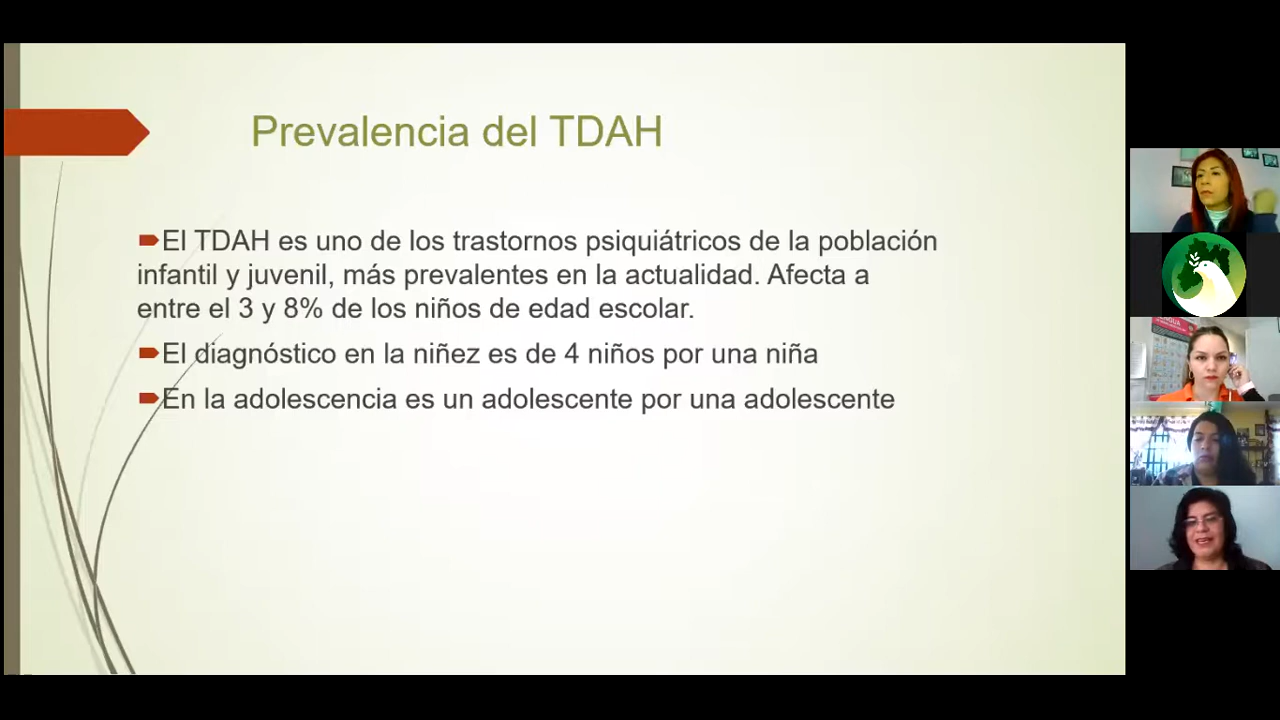 Prevalencia del TDAH
El TDAH es uno de los trastornos psiquiátricos de la población
infantil y juvenil, más prevalentes en la actualidad. Afecta a
entre el 3 y 8% de los niños de edad escolar.
El diagnóstico en la niñez es de 4 niños por una niña
En la adolescencia es un adolescente por una adolescente